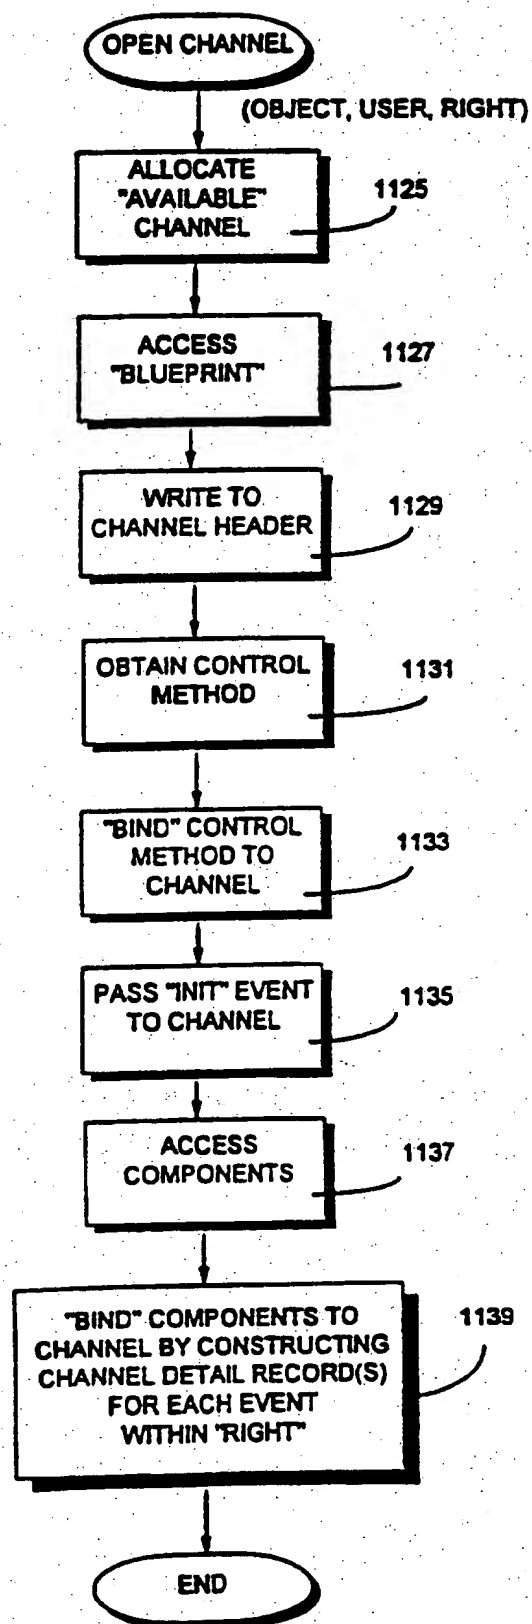 OPEN CHANNEL
(OBJECT, USER, RIGHT)
ALLOCATE
"AVAILABLE"
CHANNEL
1125
ACCESS
"BLUEPRINT"
1127
WRITE TO
CHANNEL HEADER
1129
OBTAIN CONTROL
METHOD
1131
"BIND" CONTROL
METHOD TO
CHANNEL
1133
PASS "INIT" EVENT
TO CHANNEL
1135
ACCESS
COMPONENTS
1137
"BIND" COMPONENTS TO
CHANNEL BY CONSTRUCTING
CHANNEL DETAIL RECORD(S)
FOR EACH EVENT
WITHIN "RIGHT"
1139
END